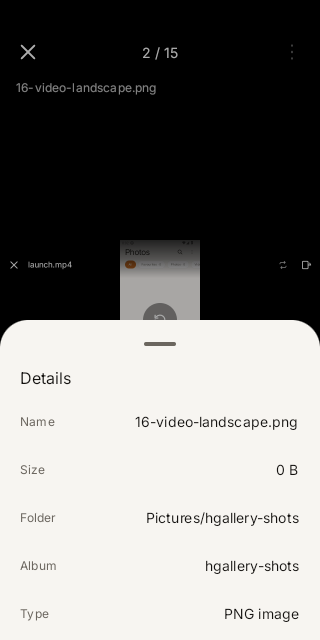 2 / 15
16-video-landscape.png
Photos
launch.mp4
Details
Name 16-video-landscape.png
Size 0 B
Folder Pictures/hgallery-shots
Album hgallery-shots
Type PNG image